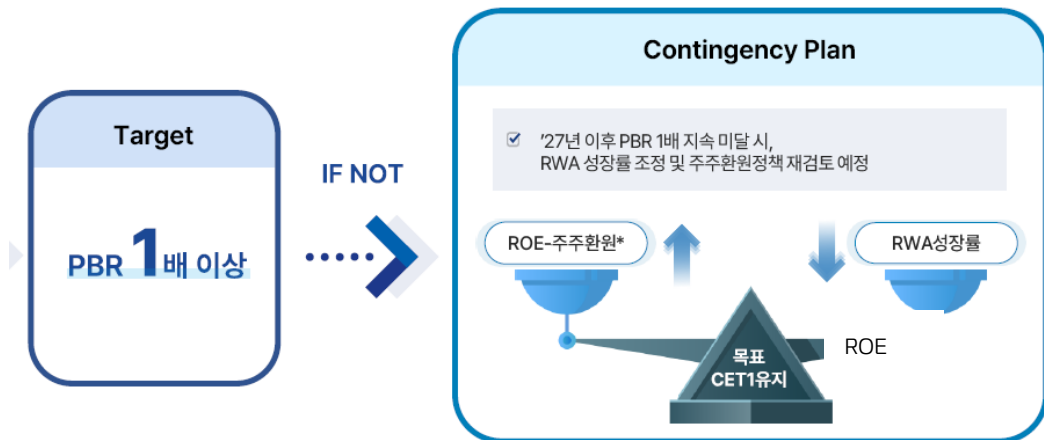 Target
PBR 1배 이상
IF NOT
Contingency Plan
'27년 이후 PBR 1배 지속 미달 시,
RWA 성장률 조정 및 주주환원정책 재검토 예정
ROE-주주환원*
RWA성장률
목표
CET1유지
ROE